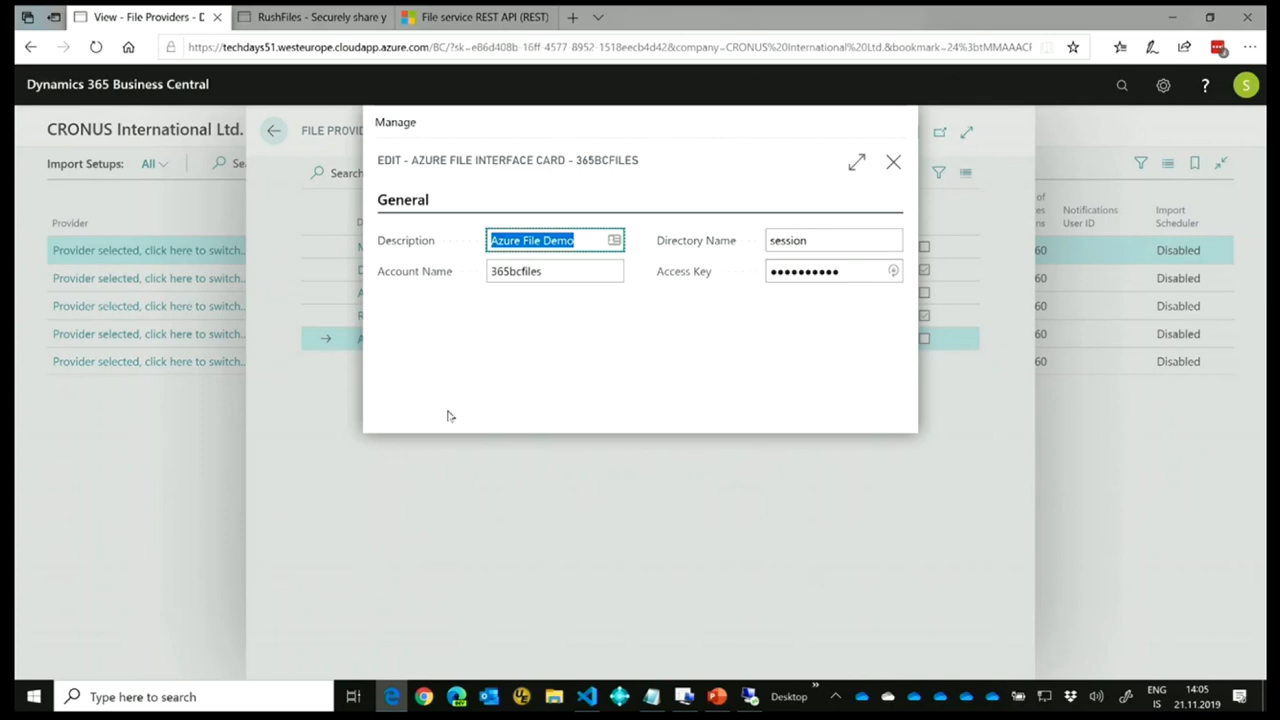 View - File Providers - D
RushFiles - Securely share y
File service REST API (REST)
https://techdays51.westeurope.cloudapp.azure.com/BC/?sk=e86d408b-16ff-4577-8952-1518eecb4d42&company=CRONUS%20International%20Ltd.&bookmark=24%3btMMAAACF
Dynamics 365 Business Central
?
S
CRONUS International Ltd.
FILE PROVID
Manage
Import Setups: All
Se
Search
EDIT - AZURE FILE INTERFACE CARD - 365BCFILES
General
Provider
of
es
ns
Notifications
User ID
Import
Scheduler
Description
Azure File Demo
Directory Name
session
Account Name
365bcfiles
Access Key
Provider selected, click here to switch..
60
Disabled
Provider selected, click here to switch..
60
Disabled
Provider selected, click here to switch..
60
Disabled
Provider selected, click here to switch..
60
Disabled
Provider selected, click here to switch..
60
Disabled
Type here to search
Desktop
ENG
IS
14:05
21.11.2019